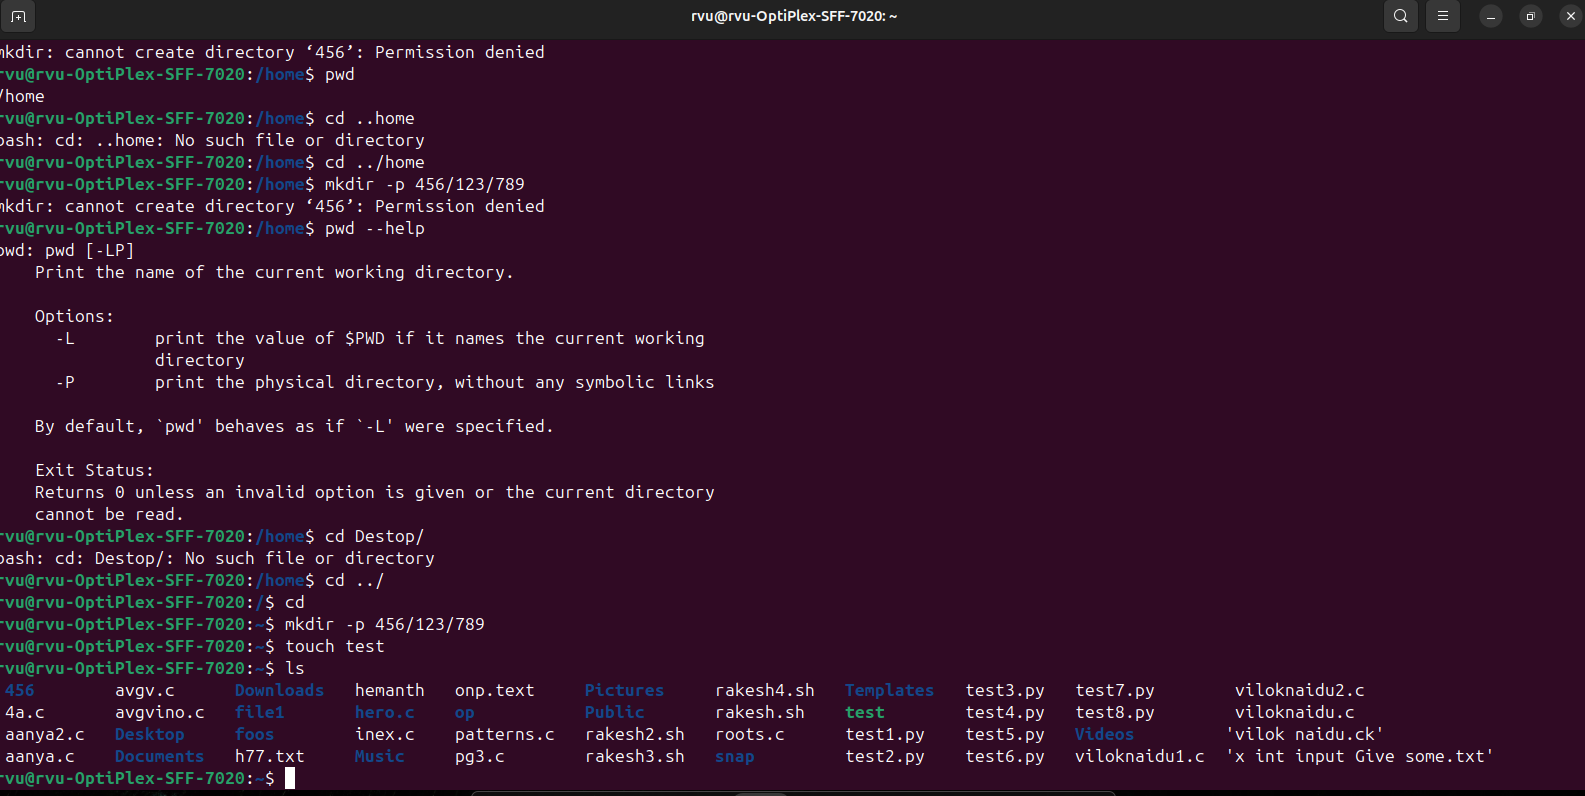 rvu@rvu-OptiPlex-SFF-7020: ~
mkdir: cannot create directory ‘456’: Permission denied
rvu@rvu-OptiPlex-SFF-7020:/home$ pwd
/home
rvu@rvu-OptiPlex-SFF-7020:/home$ cd ..home
bash: cd: ..home: No such file or directory
rvu@rvu-OptiPlex-SFF-7020:/home$ cd ../home
rvu@rvu-OptiPlex-SFF-7020:/home$ mkdir -p 456/123/789
mkdir: cannot create directory ‘456’: Permission denied
rvu@rvu-OptiPlex-SFF-7020:/home$ pwd --help
pwd: pwd [-LP]
    Print the name of the current working directory.

    Options:
      -L        print the value of $PWD if it names the current working
                directory
      -P        print the physical directory, without any symbolic links

    By default, `pwd' behaves as if `-L' were specified.

    Exit Status:
    Returns 0 unless an invalid option is given or the current directory
    cannot be read.
rvu@rvu-OptiPlex-SFF-7020:/home$ cd Destop/
bash: cd: Destop/: No such file or directory
rvu@rvu-OptiPlex-SFF-7020:/home$ cd ../
rvu@rvu-OptiPlex-SFF-7020:/$ cd
rvu@rvu-OptiPlex-SFF-7020:~$ mkdir -p 456/123/789
rvu@rvu-OptiPlex-SFF-7020:~$ touch test
rvu@rvu-OptiPlex-SFF-7020:~$ ls
456        avgv.c      Downloads   hemanth   onp.text     Pictures     rakesh4.sh   Templates   test3.py   test7.py        viloknaidu2.c
4a.c       avgvino.c   file1       hero.c    op           Public       rakesh.sh    test        test4.py   test8.py        viloknaidu.c
aanya2.c   Desktop     foos        inex.c    patterns.c   rakesh2.sh   roots.c      test1.py    test5.py   Videos         'vilok naidu.ck'
aanya.c    Documents   h77.txt     Music     pg3.c        rakesh3.sh   snap         test2.py    test6.py   viloknaidu1.c  'x int input Give some.txt'
rvu@rvu-OptiPlex-SFF-7020:~$